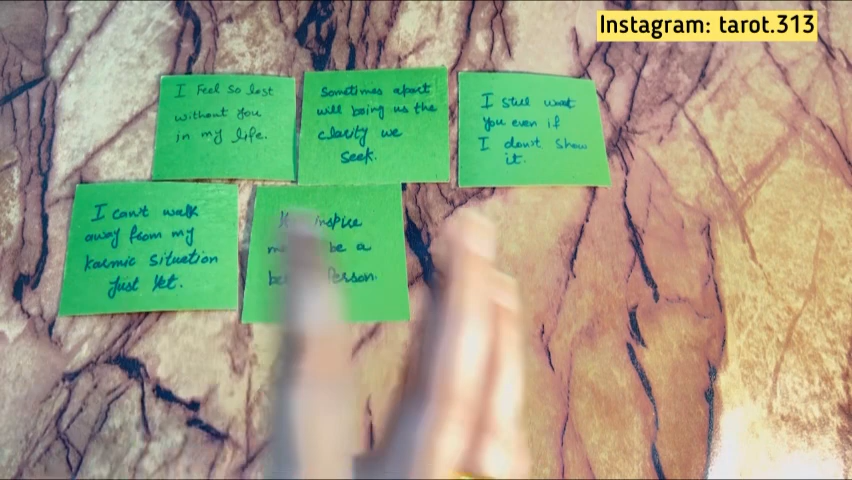 Instagram: tarot.313
I Feel so lost
without you
in my life.
Sometimes apart
will bring us the
clarity we
seek.
I still want
you even if
I don't show
it.
I can't walk
away from my
karmic situation
Just Yet.
inspire
be a
Person.